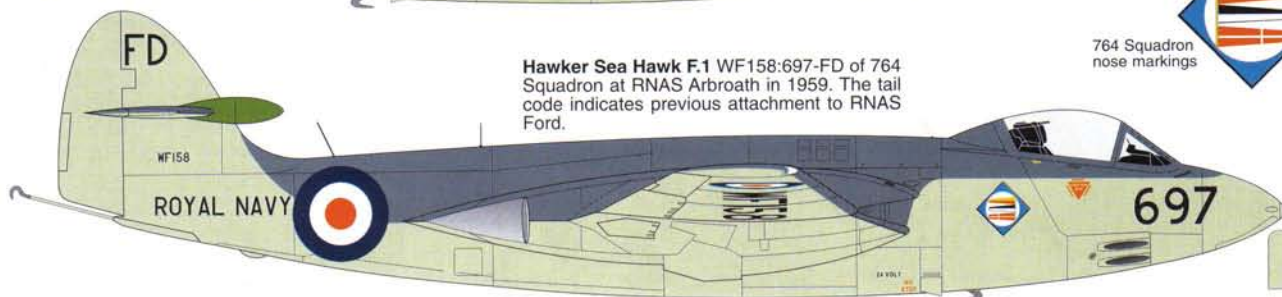 FD
764 Squadron
nose markings
Hawker Sea Hawk F.1 WF158:697-FD of 764
Squadron at RNAS Arbroath in 1959. The tail
code indicates previous attachment to RNAS
Ford.
WF158
ROYAL NAVY
697
24 VOLT